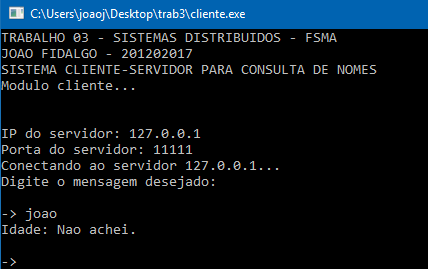 C:\Users\joaoj\Desktop\trab3\cliente.exe
TRABALHO 03 - SISTEMAS DISTRIBUIDOS - FSMA
JOAO FIDALGO - 201202017
SISTEMA CLIENTE-SERVIDOR PARA CONSULTA DE NOMES
Modulo cliente...
IP do servidor: 127.0.0.1
Porta do servidor: 11111
Conectando ao servidor 127.0.0.1...
Digite o mensagem desejado:
-> joao
Idade: Nao achei.
->